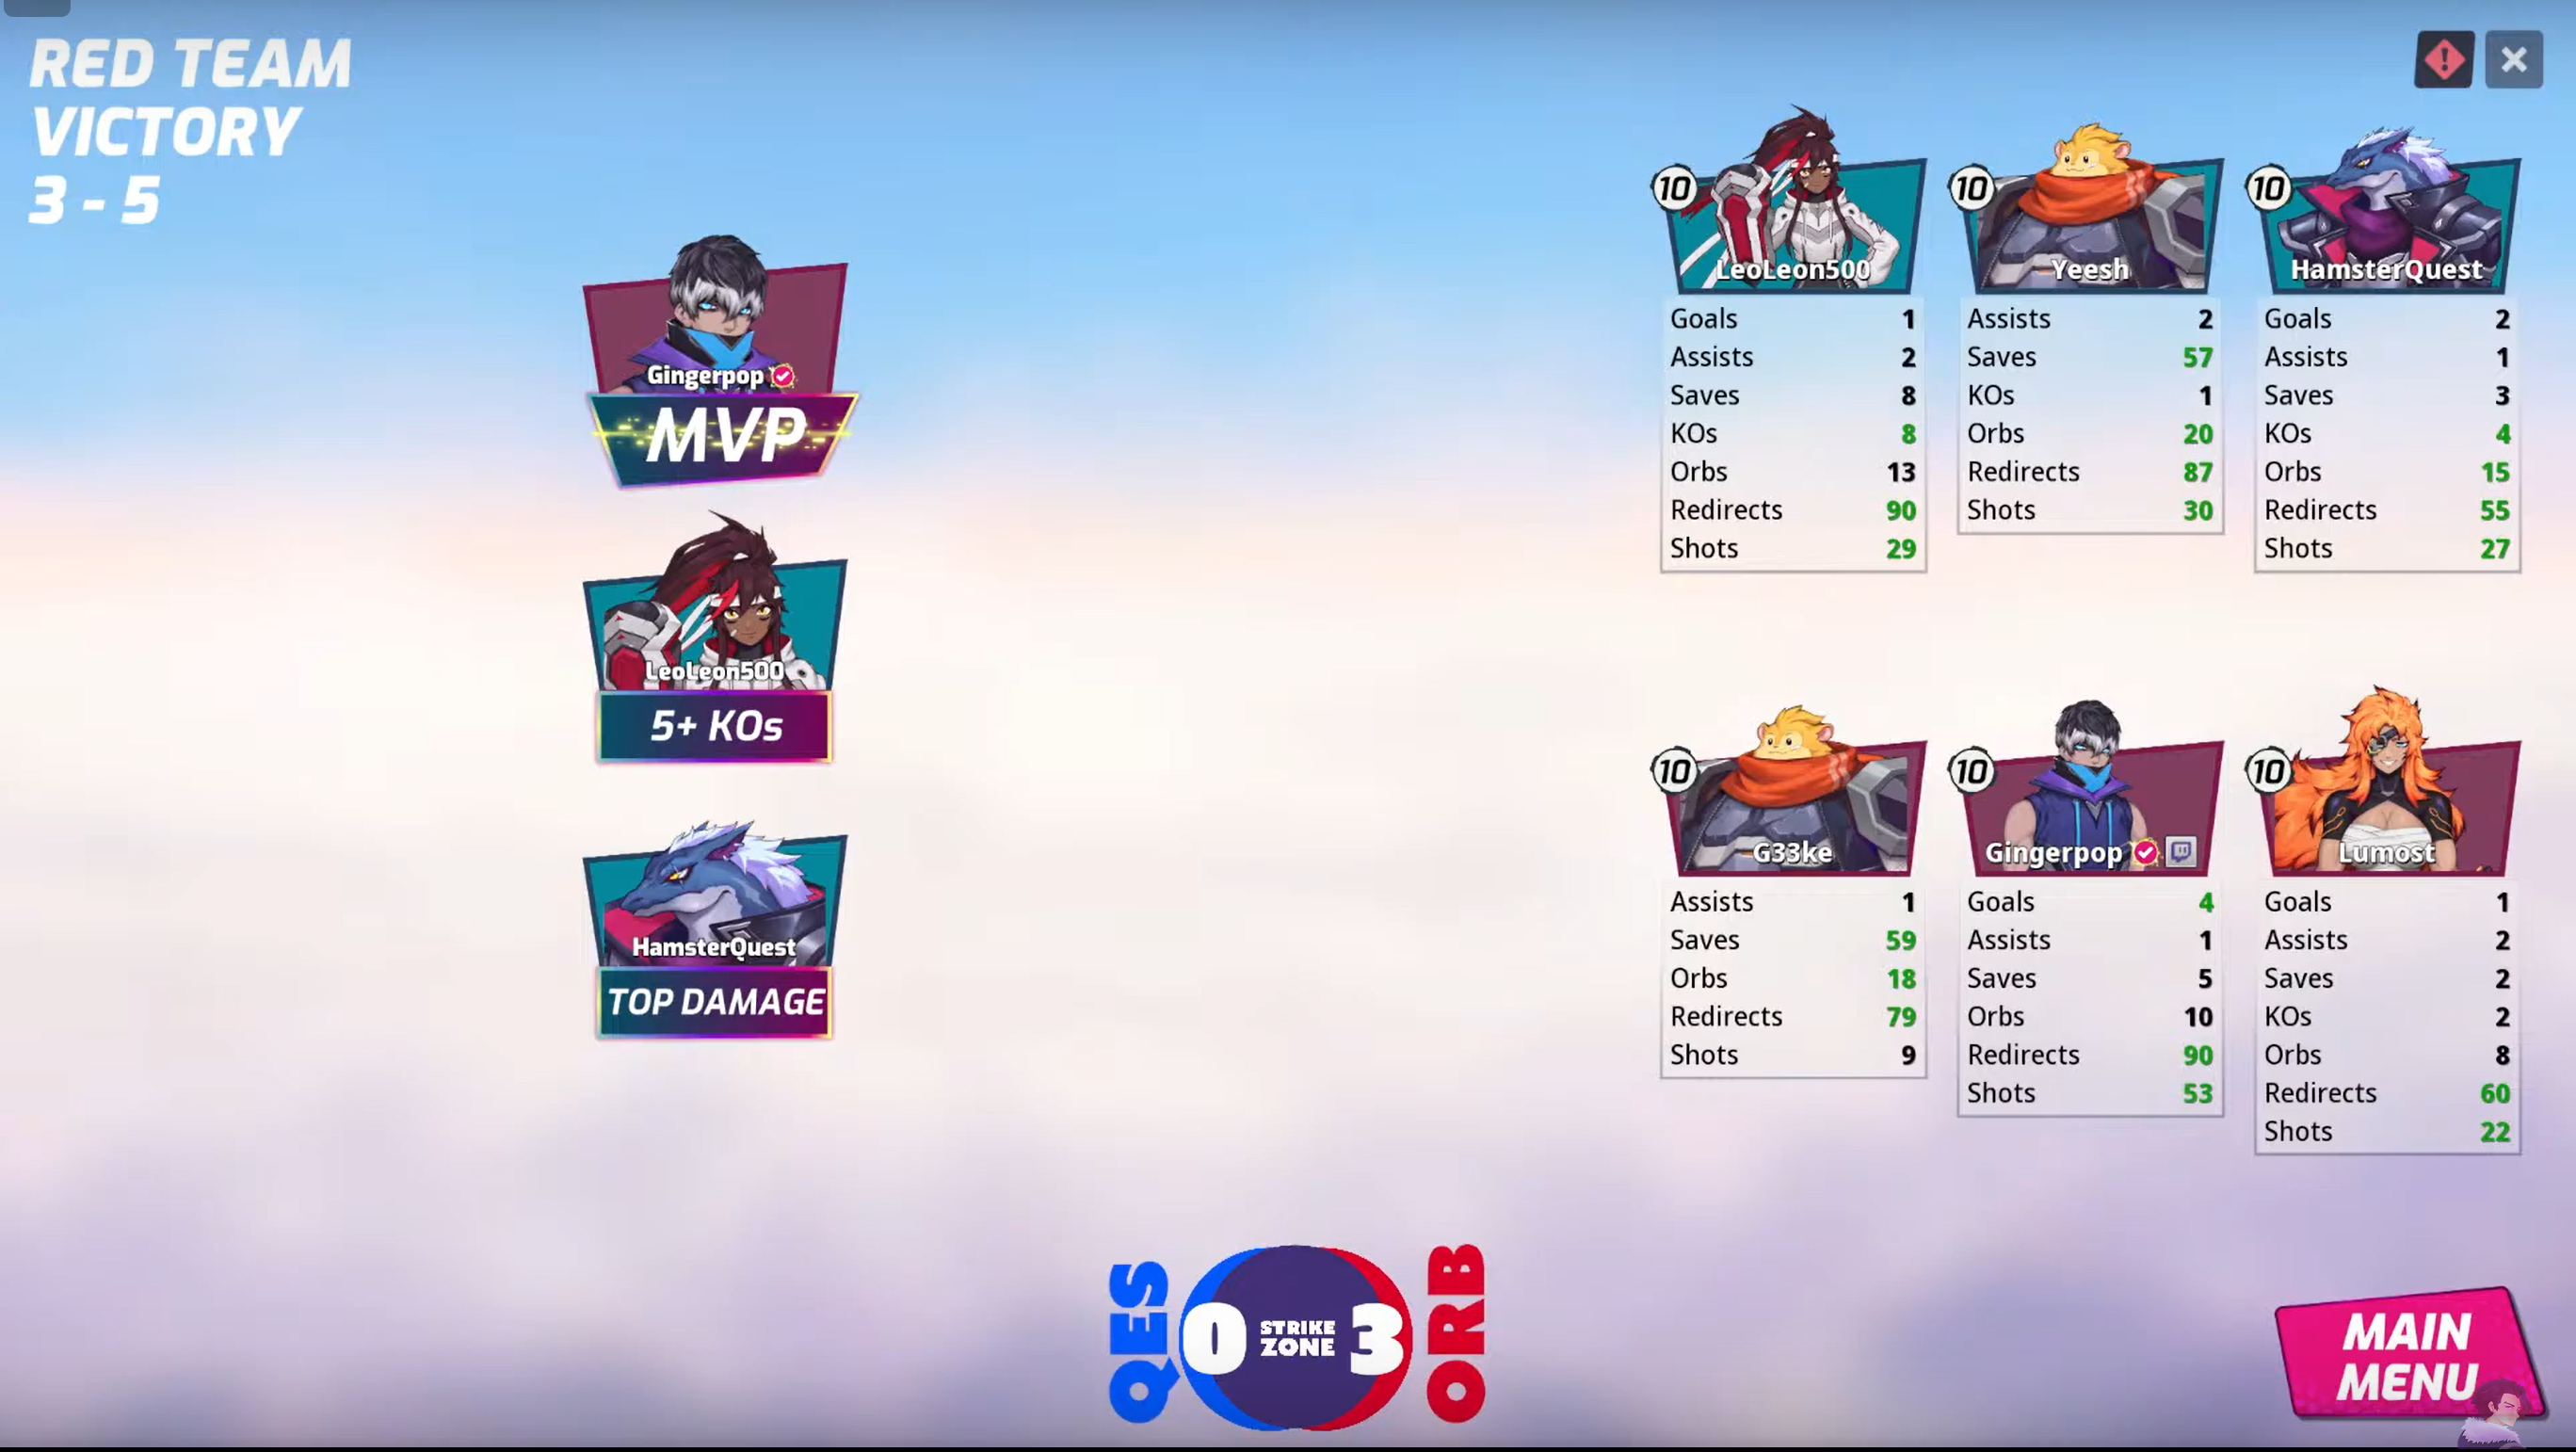 RED TEAM
VICTORY
3 - 5
Gingerpop
MVP
LeoLeon500
5+ KOs
HamsterQuest
TOP DAMAGE
10
LeoLeon500
Goals 1
Assists 2
Saves 8
KOs 8
Orbs 13
Redirects 90
Shots 29
10
Yeesh
Assists 2
Saves 57
KOs 1
Orbs 20
Redirects 87
Shots 30
10
HamsterQuest
Goals 2
Assists 1
Saves 3
KOs 4
Orbs 15
Redirects 55
Shots 27
10
G33ke
Assists 1
Saves 59
Orbs 18
Redirects 79
Shots 9
10
Gingerpop
Goals 4
Assists 1
Saves 5
Orbs 10
Redirects 90
Shots 53
10
Lumost
Goals 1
Assists 2
Saves 2
KOs 2
Orbs 8
Redirects 60
Shots 22
QES
0
STRIKE
ZONE
3
ORB
MAIN
MENU